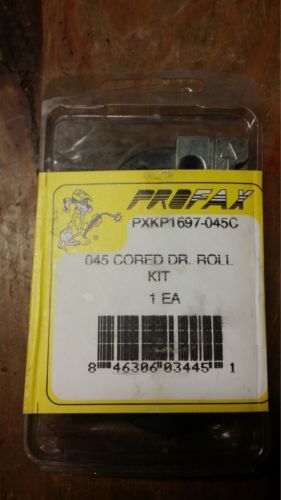 PROFAX
PXKP1697-045C
045 CORED DR. ROLL
KIT
1 EA
8 46306 03445 1